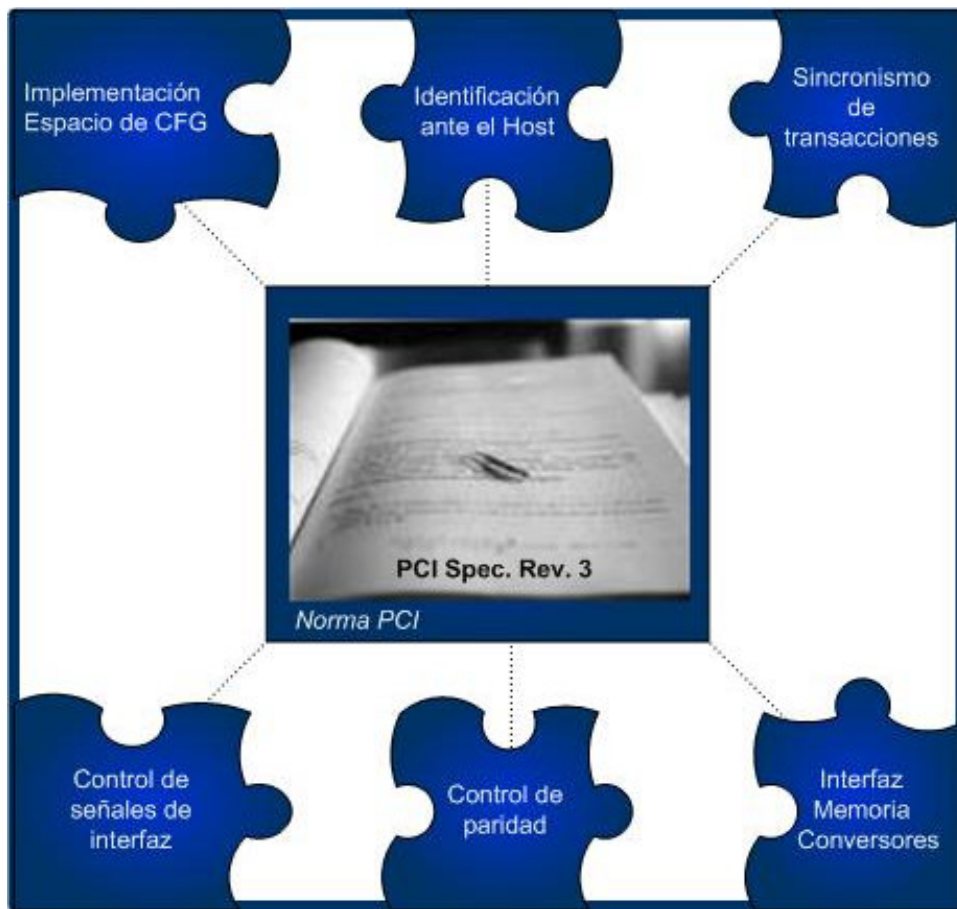 Implementación
Espacio de CFG
Identificación
ante el Host
Sincronismo
de
transacciones
PCI Spec. Rev. 3
Norma PCI
Control de
señales de
interfaz
Control de
paridad
Interfaz
Memoria
Conversores